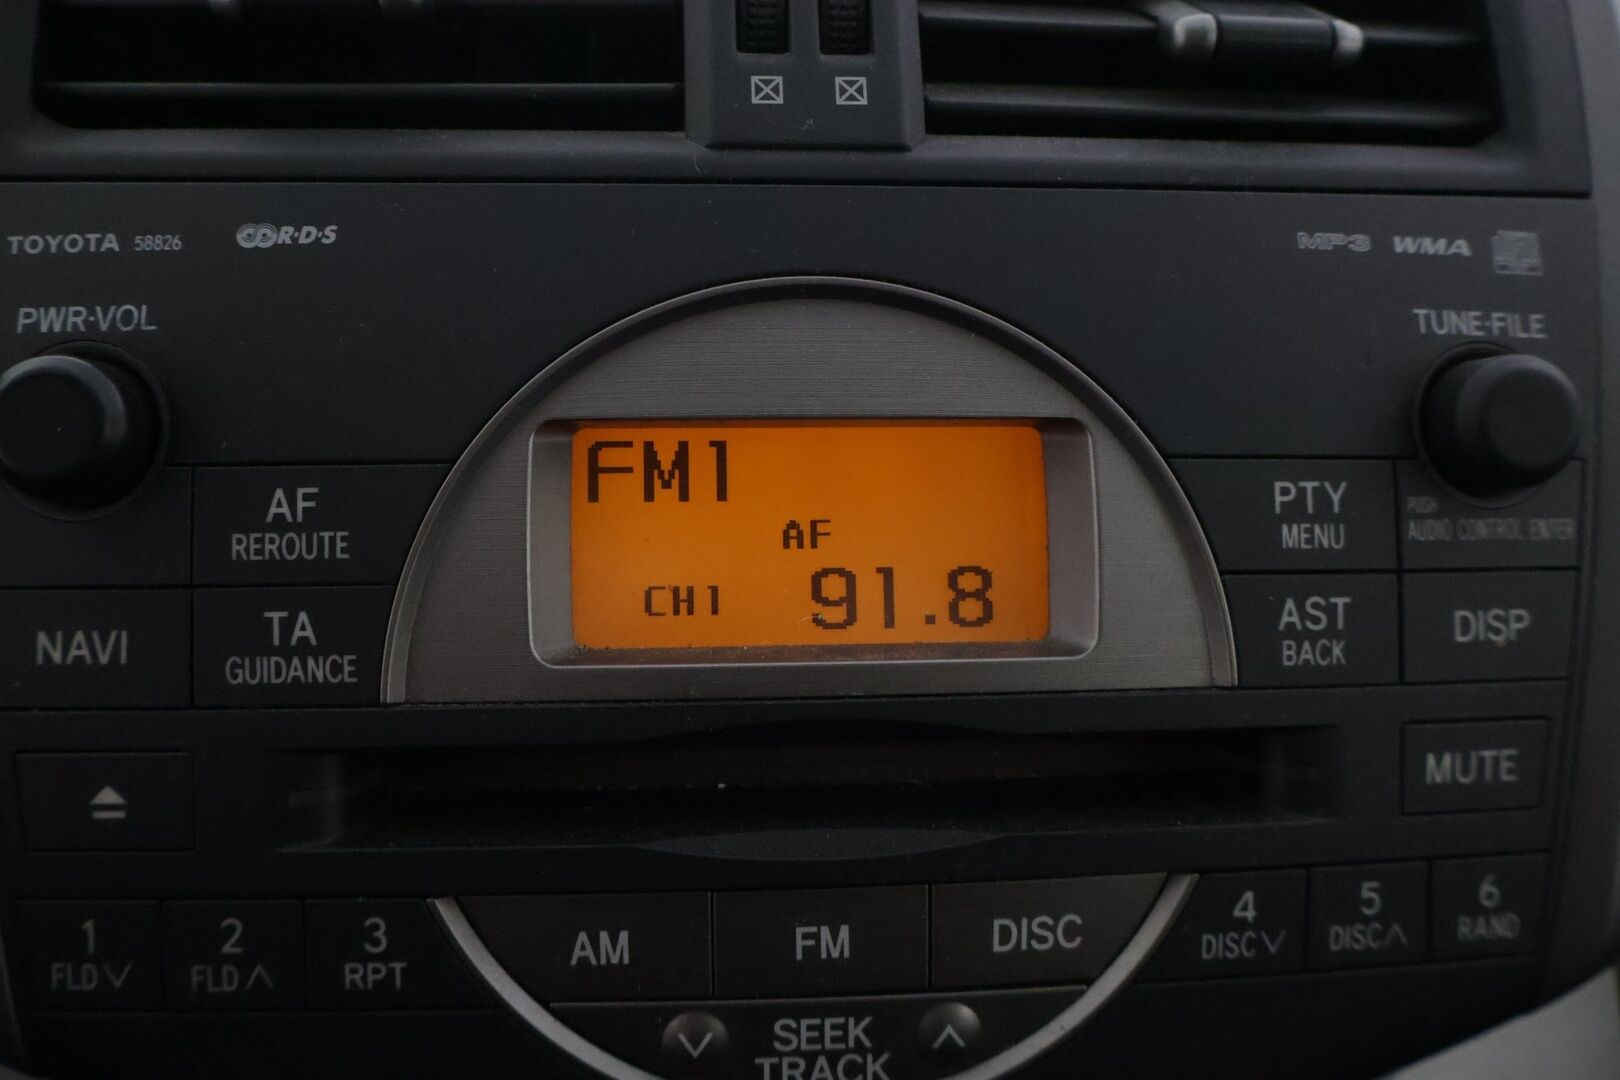 TOYOTA 58826 R·D·S MP3 WMA
PWR·VOL TUNE·FILE
FM1
AF
CH1 91.8
AF
REROUTE
PTY
MENU
PUSH
AUDIO CONTROL ENTER
NAVI
TA
GUIDANCE
AST
BACK
DISP
MUTE
1
FLD
2
FLD
3
RPT
AM FM DISC
4
DISC
5
DISC
6
RAND
SEEK
TRACK